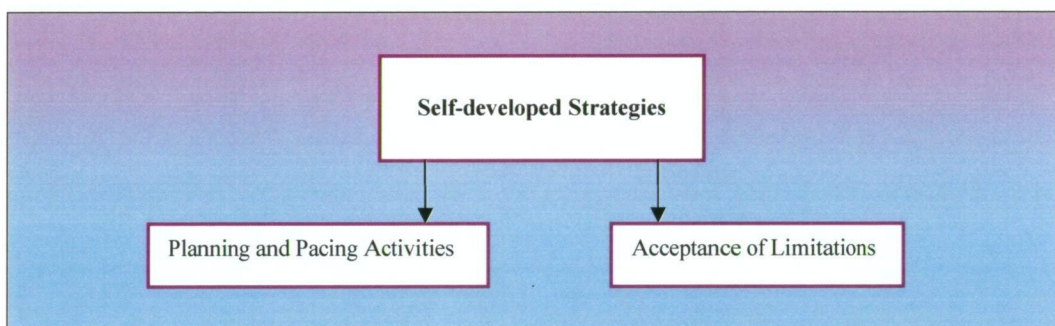 Self-developed Strategies
Planning and Pacing Activities
Acceptance of Limitations